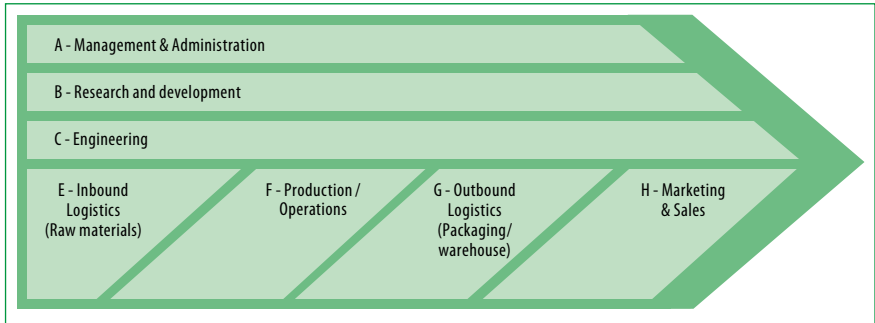 A - Management & Administration
B - Research and development
C - Engineering
E - Inbound
Logistics
(Raw materials)
F - Production /
Operations
G - Outbound
Logistics
(Packaging/
warehouse)
H - Marketing
& Sales